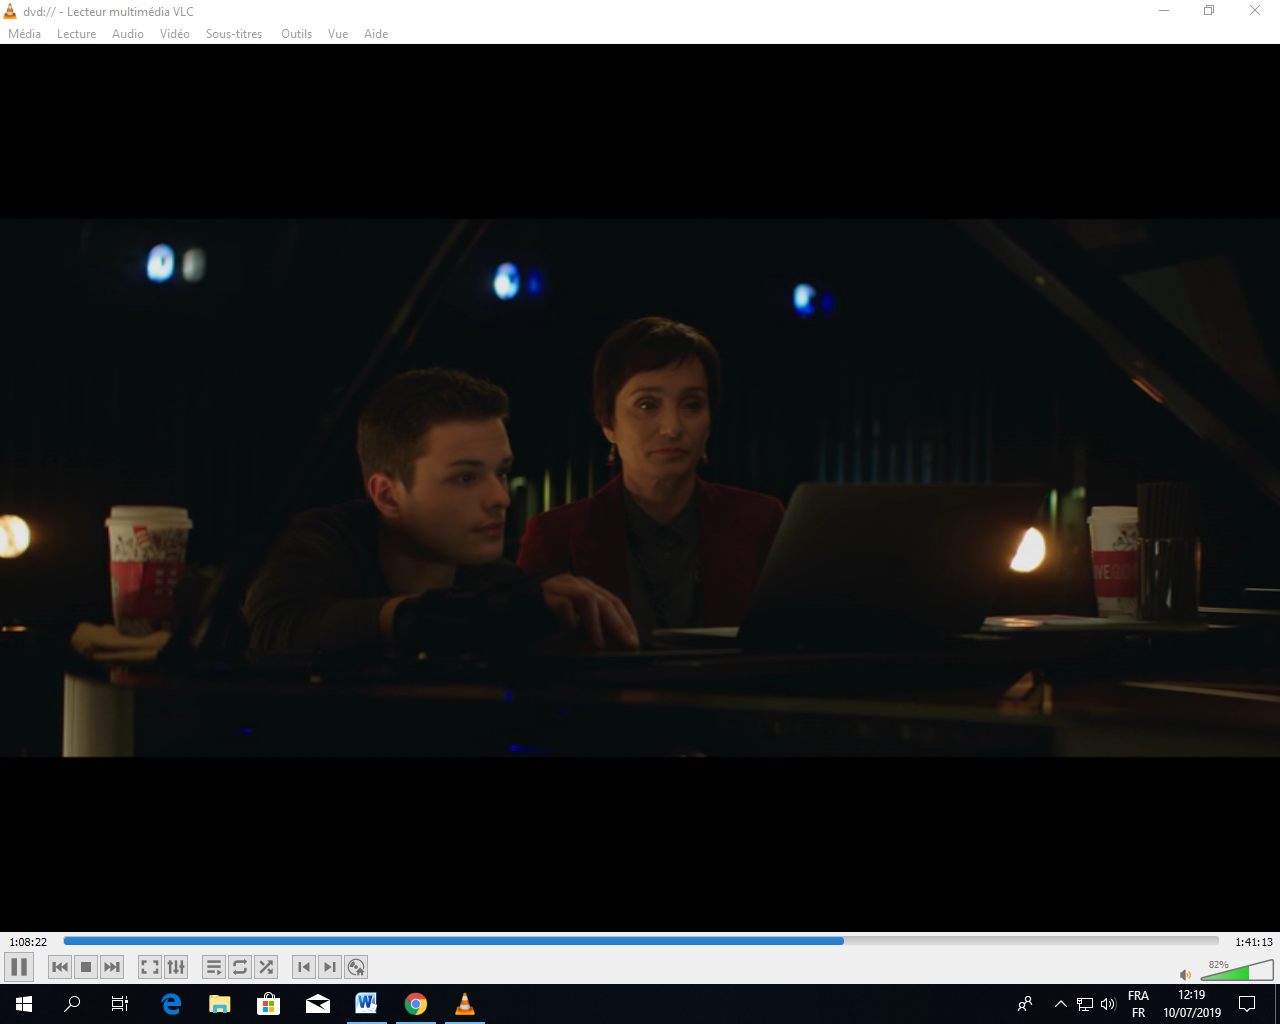 dvd:// - Lecteur multimédia VLC
Média Lecture Audio Vidéo Sous-titres Outils Vue Aide
1:08:22
1:41:13
82%
FRA
12:19
FR
10/07/2019